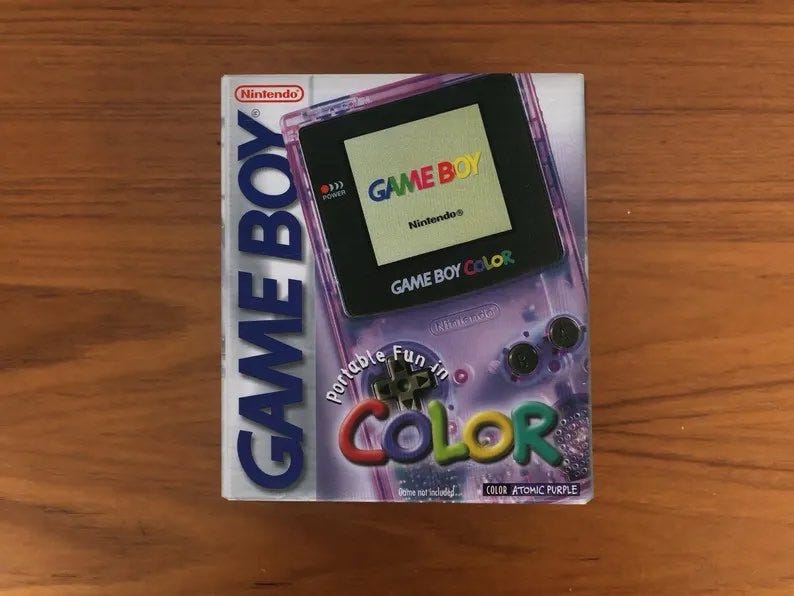 Nintendo®
GAME BOY®
POWER
GAME BOY
Nintendo®
GAME BOY COLOR
Nintendo
B A
Portable Fun in
COLOR
Game not included.
COLOR ATOMIC PURPLE